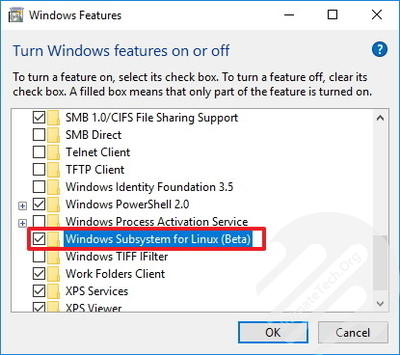 Windows Features
Turn Windows features on or off
?
To turn a feature on, select its check box. To turn a feature off, clear its
check box. A filled box means that only part of the feature is turned on.
SMB 1.0/CIFS File Sharing Support
SMB Direct
Telnet Client
TFTP Client
Windows Identity Foundation 3.5
Windows PowerShell 2.0
Windows Process Activation Service
Windows Subsystem for Linux (Beta)
Windows TIFF IFilter
Work Folders Client
XPS Services
XPS Viewer
OK
Cancel